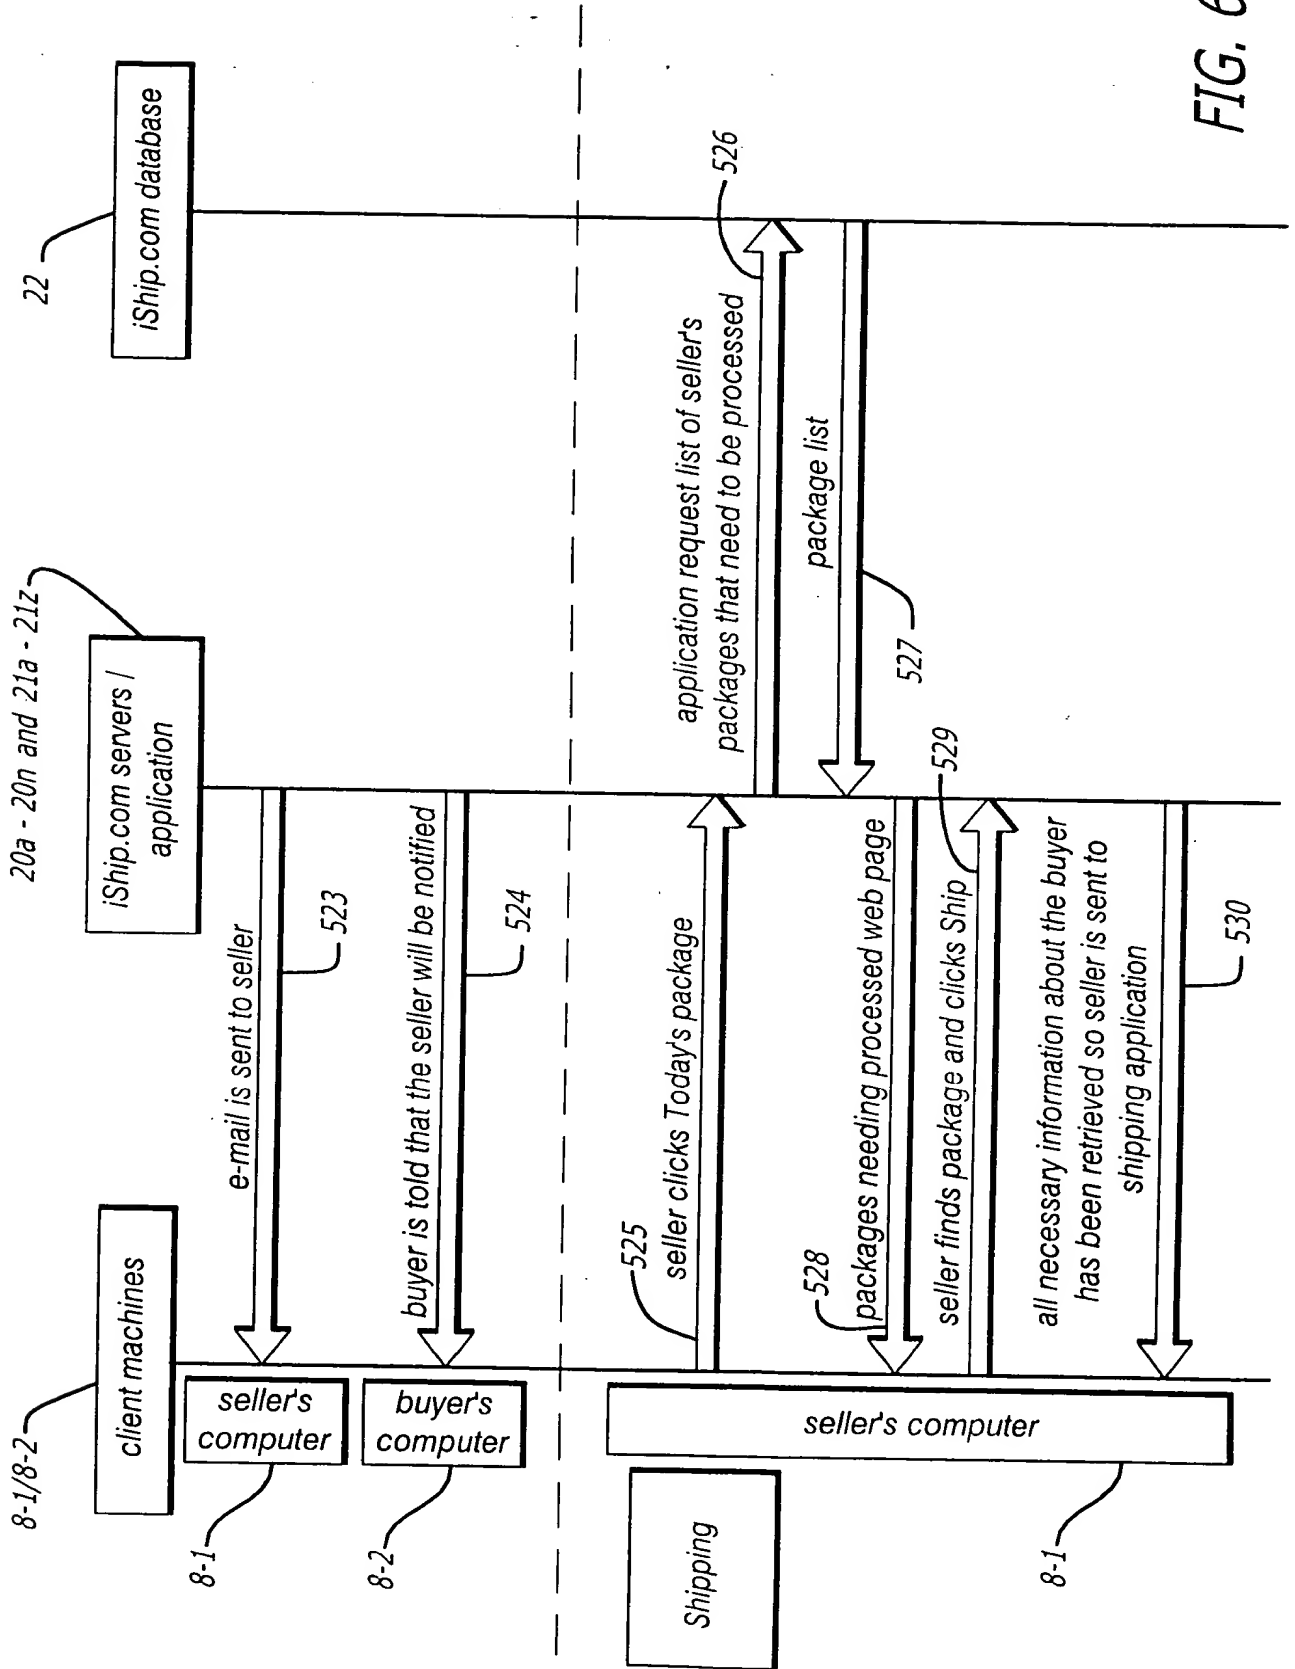 8-1/8-2
client machines
20a - 20n and 21a - 21z
iShip.com servers /
application
22
iShip.com database
8-1
seller's
computer
e-mail is sent to seller
523
8-2
buyer's
computer
buyer is told that the seller will be notified
524
Shipping
seller's computer
8-1
525
seller clicks Today's package
application request list of seller's
packages that need to be processed
526
package list
527
528
packages needing processed web page
seller finds package and clicks Ship
529
all necessary information about the buyer
has been retrieved so seller is sent to
shipping application
530
FIG. 6